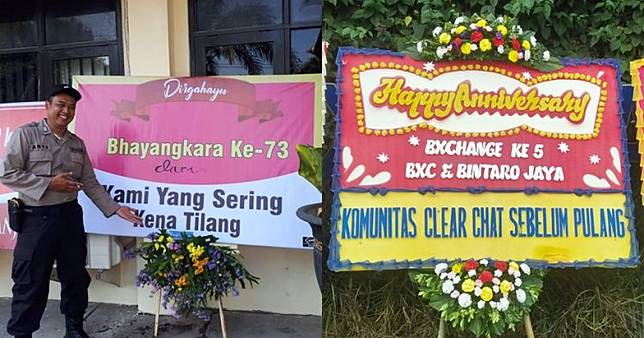 Dirgahayu
Bhayangkara Ke-73
dari
Kami Yang Sering
Kena Tilang
ARYA
Happy Anniversary
BXCHANGE KE 5
BXC & BINTARO JAYA
KOMUNITAS CLEAR CHAT SEBELUM PULANG